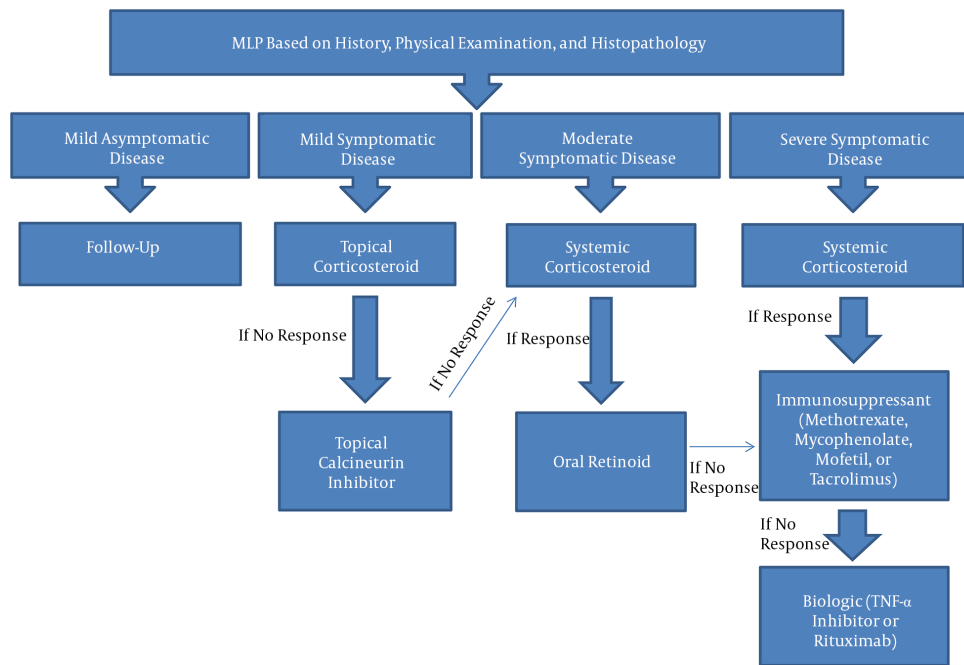 MLP Based on History, Physical Examination, and Histopathology
Mild Asymptomatic
Disease
Mild Symptomatic
Disease
Moderate
Symptomatic Disease
Severe Symptomatic
Disease
Follow-Up
Topical
Corticosteroid
Systemic
Corticosteroid
Systemic
Corticosteroid
If No Response
If No Response
If Response
If Response
Topical
Calcineurin
Inhibitor
Oral Retinoid
If No
Response
Immunosuppressant
(Methotrexate,
Mycophenolate,
Mofetil, or
Tacrolimus)
If No
Response
Biologic (TNF-α
Inhibitor or
Rituximab)